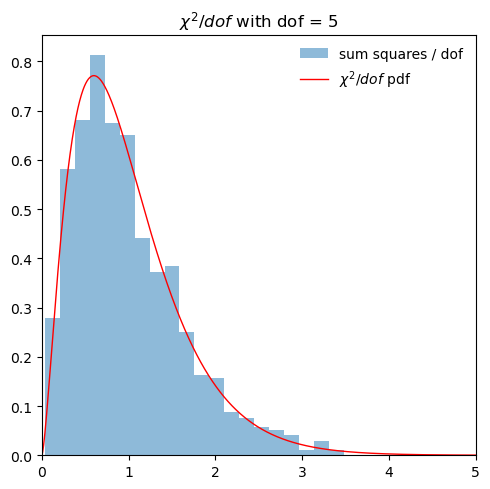 χ²/dof with dof = 5
sum squares / dof
χ²/dof pdf
0.8
0.7
0.6
0.5
0.4
0.3
0.2
0.1
0.0
0 1 2 3 4 5